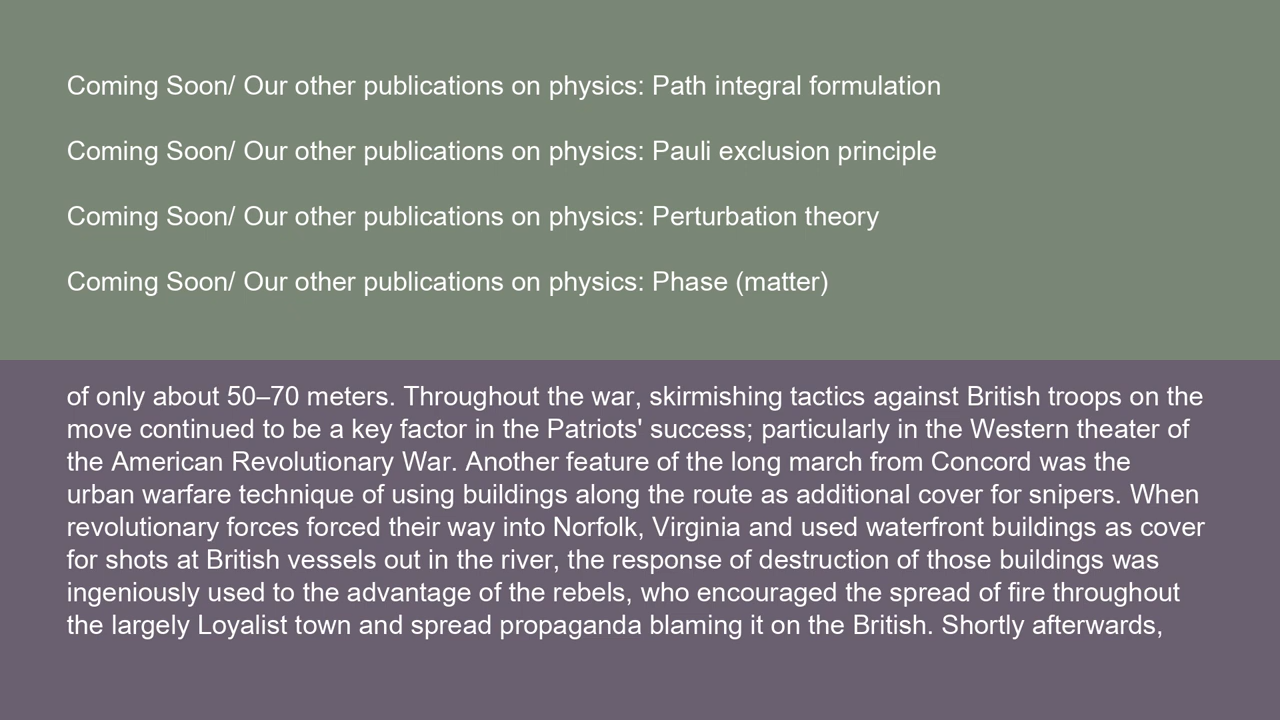 Coming Soon/ Our other publications on physics: Path integral formulation
Coming Soon/ Our other publications on physics: Pauli exclusion principle
Coming Soon/ Our other publications on physics: Perturbation theory
Coming Soon/ Our other publications on physics: Phase (matter)
of only about 50–70 meters. Throughout the war, skirmishing tactics against British troops on the
move continued to be a key factor in the Patriots' success; particularly in the Western theater of
the American Revolutionary War. Another feature of the long march from Concord was the
urban warfare technique of using buildings along the route as additional cover for snipers. When
revolutionary forces forced their way into Norfolk, Virginia and used waterfront buildings as cover
for shots at British vessels out in the river, the response of destruction of those buildings was
ingeniously used to the advantage of the rebels, who encouraged the spread of fire throughout
the largely Loyalist town and spread propaganda blaming it on the British. Shortly afterwards,